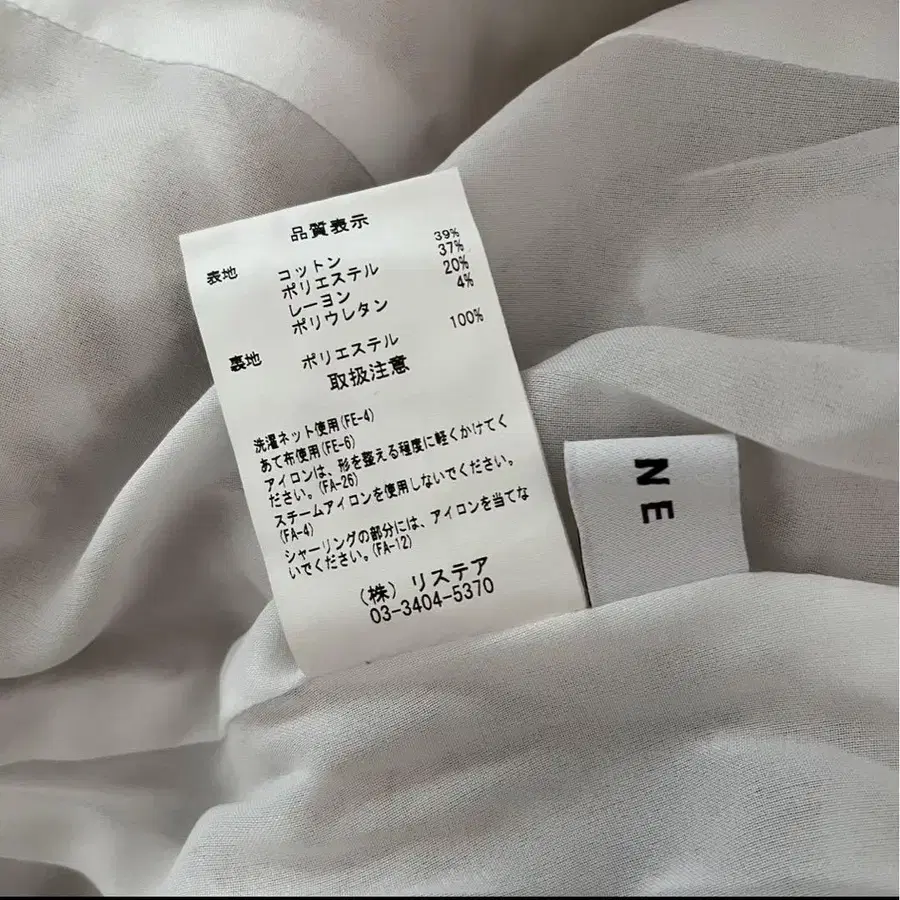 品質表示
表地 コットン 39%
ポリエステル 37%
レーヨン 20%
ポリウレタン 4%
裏地 ポリエステル 100%
取扱注意
洗濯ネット使用(FE-4)
あて布使用(FE-6)
アイロンは、形を整える程度に軽くかけてく
ださい。(FA-26)
スチームアイロンを使用しないでください。
(FA-4)
シャーリングの部分には、アイロンを当てな
いでください。(FA-12)
(株) リステア
03-3404-5370
NE